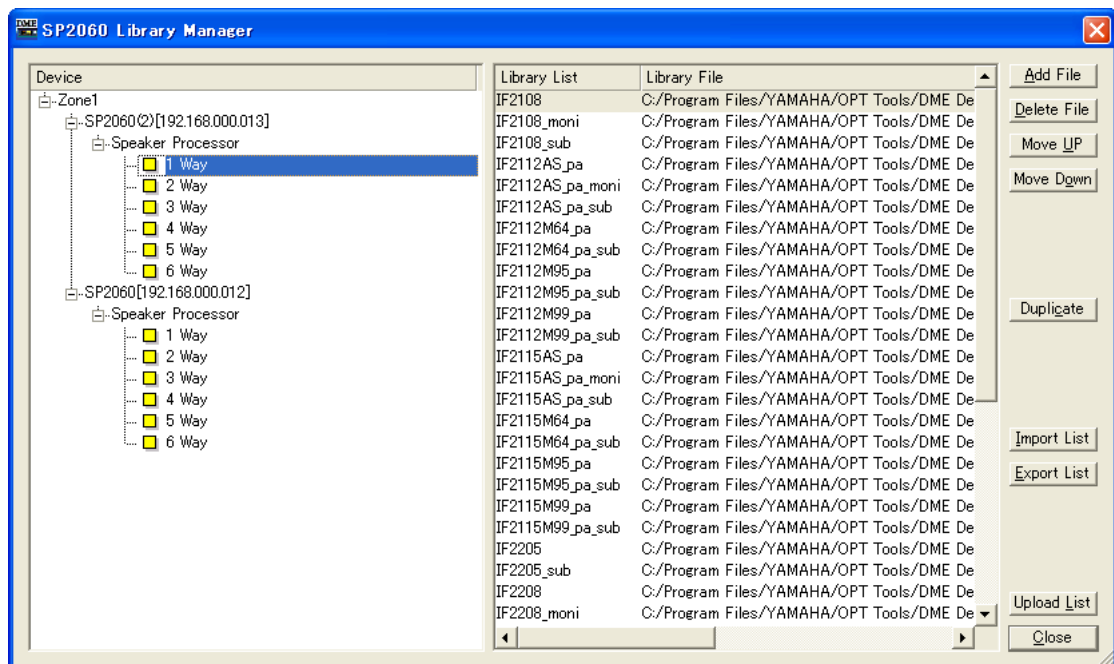 DME SP2060 Library Manager
Device
Zone1
SP2060(2)[192.168.000.013]
Speaker Processor
1 Way
2 Way
3 Way
4 Way
5 Way
6 Way
SP2060[192.168.000.012]
Speaker Processor
1 Way
2 Way
3 Way
4 Way
5 Way
6 Way
Library List Library File
IF2108 C:/Program Files/YAMAHA/OPT Tools/DME De
IF2108_moni C:/Program Files/YAMAHA/OPT Tools/DME De
IF2108_sub C:/Program Files/YAMAHA/OPT Tools/DME De
IF2112AS_pa C:/Program Files/YAMAHA/OPT Tools/DME De
IF2112AS_pa_moni C:/Program Files/YAMAHA/OPT Tools/DME De
IF2112AS_pa_sub C:/Program Files/YAMAHA/OPT Tools/DME De
IF2112M64_pa C:/Program Files/YAMAHA/OPT Tools/DME De
IF2112M64_pa_sub C:/Program Files/YAMAHA/OPT Tools/DME De
IF2112M95_pa C:/Program Files/YAMAHA/OPT Tools/DME De
IF2112M95_pa_sub C:/Program Files/YAMAHA/OPT Tools/DME De
IF2112M99_pa C:/Program Files/YAMAHA/OPT Tools/DME De
IF2112M99_pa_sub C:/Program Files/YAMAHA/OPT Tools/DME De
IF2115AS_pa C:/Program Files/YAMAHA/OPT Tools/DME De
IF2115AS_pa_moni C:/Program Files/YAMAHA/OPT Tools/DME De
IF2115AS_pa_sub C:/Program Files/YAMAHA/OPT Tools/DME De
IF2115M64_pa C:/Program Files/YAMAHA/OPT Tools/DME De
IF2115M64_pa_sub C:/Program Files/YAMAHA/OPT Tools/DME De
IF2115M95_pa C:/Program Files/YAMAHA/OPT Tools/DME De
IF2115M95_pa_sub C:/Program Files/YAMAHA/OPT Tools/DME De
IF2115M99_pa C:/Program Files/YAMAHA/OPT Tools/DME De
IF2115M99_pa_sub C:/Program Files/YAMAHA/OPT Tools/DME De
IF2205 C:/Program Files/YAMAHA/OPT Tools/DME De
IF2205_sub C:/Program Files/YAMAHA/OPT Tools/DME De
IF2208 C:/Program Files/YAMAHA/OPT Tools/DME De
IF2208_moni C:/Program Files/YAMAHA/OPT Tools/DME De
Add File
Delete File
Move UP
Move Down
Duplicate
Import List
Export List
Upload List
Close